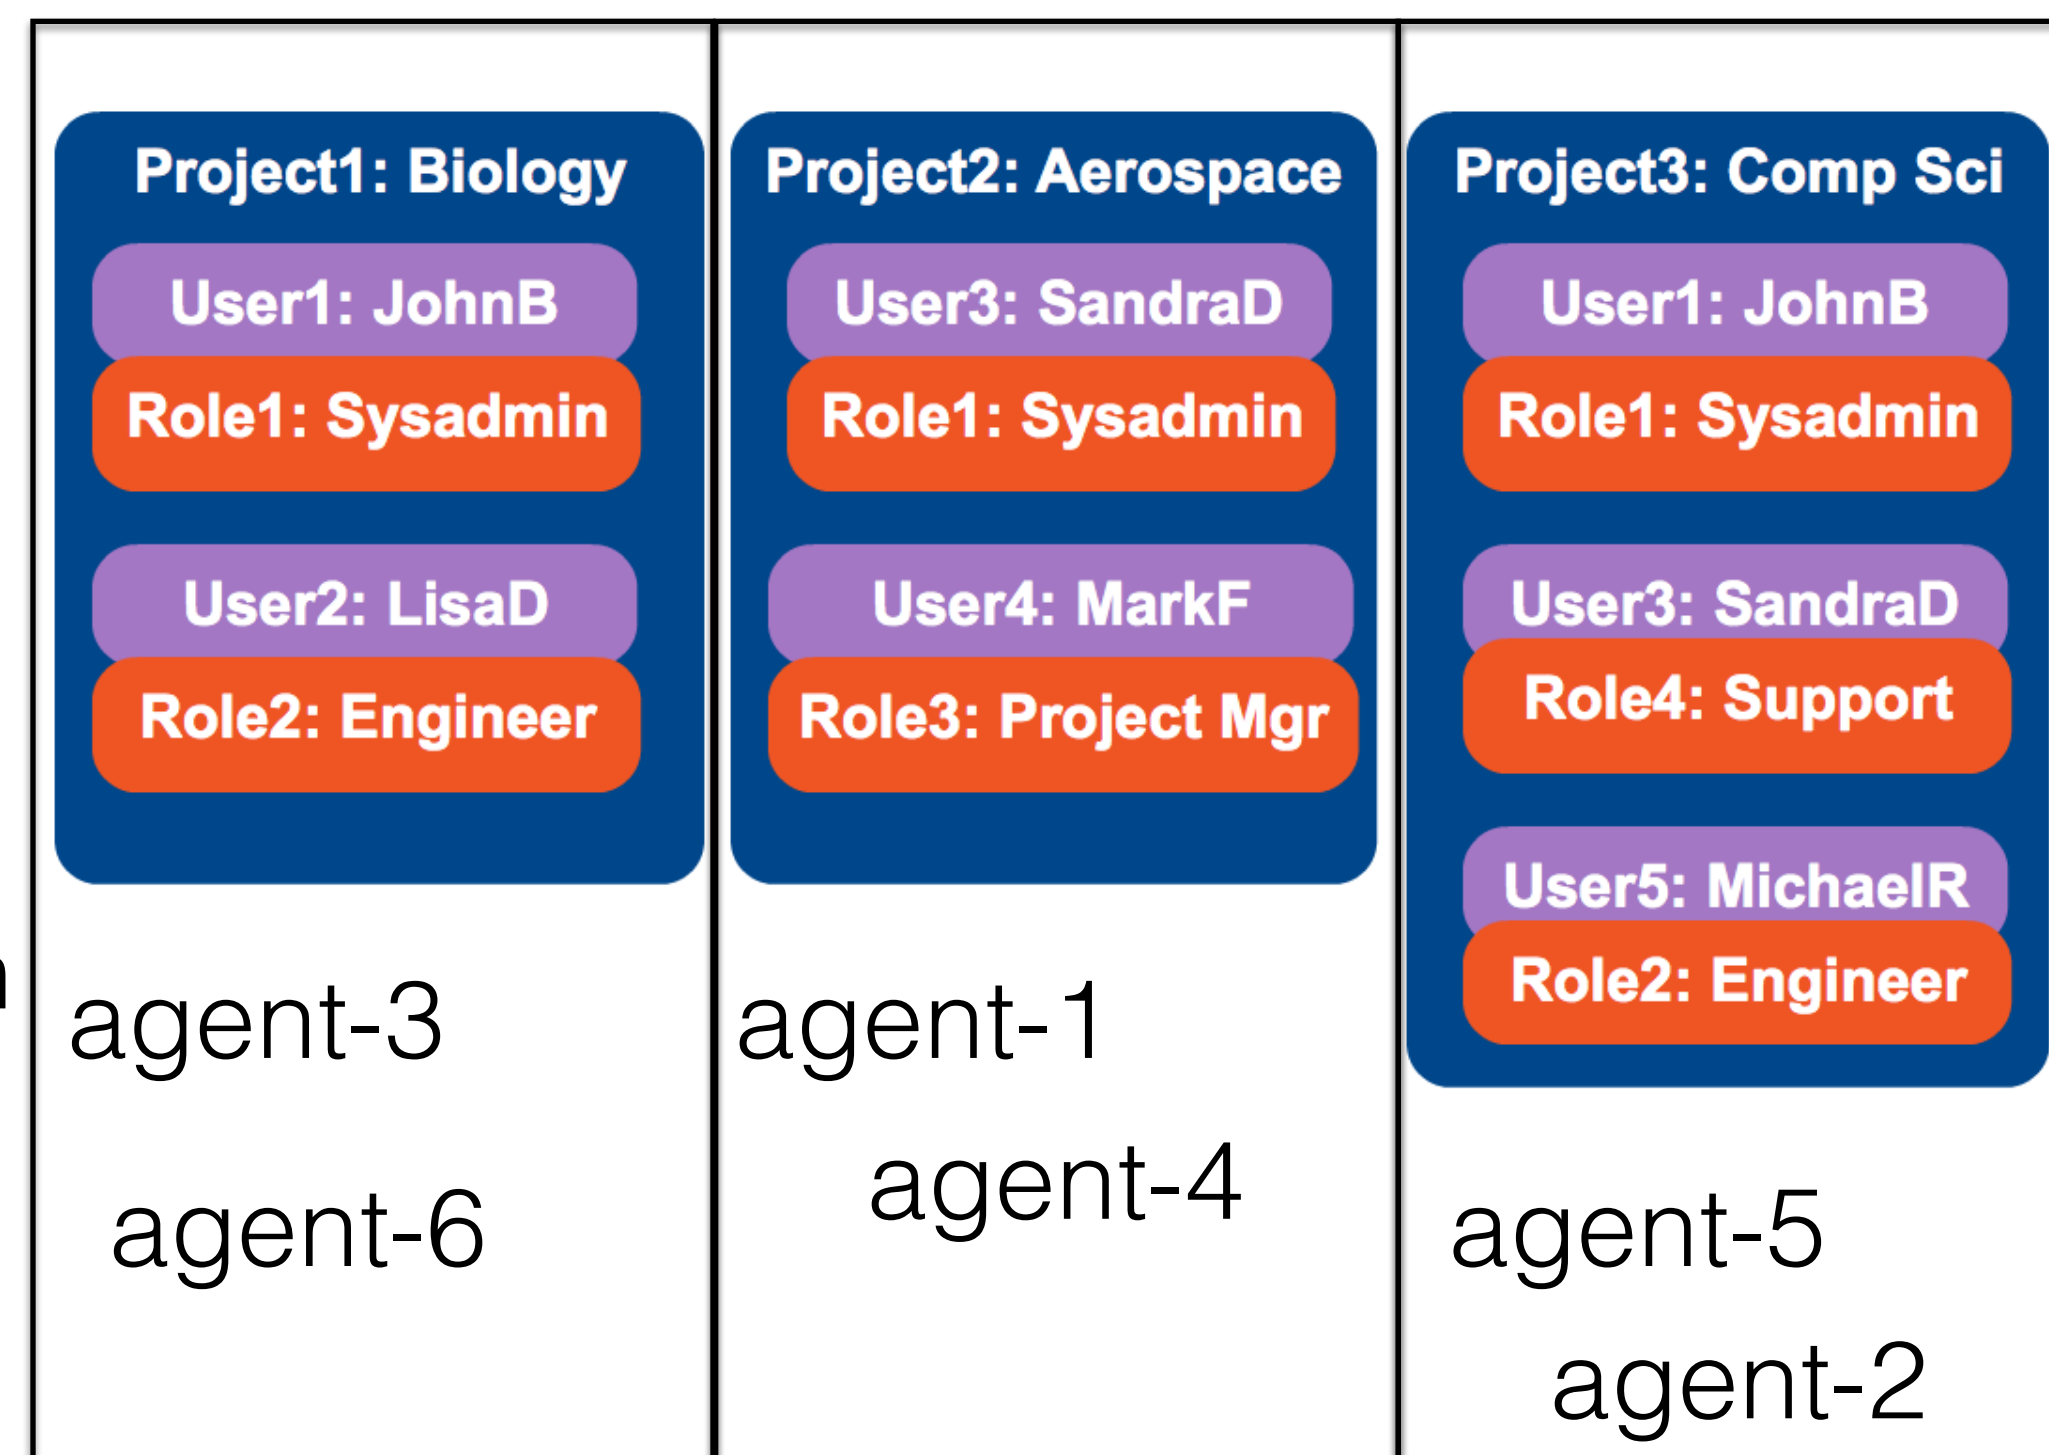 Project1: Biology
User1: JohnB
Role1: Sysadmin
User2: LisaD
Role2: Engineer
agent-3
agent-6
Project2: Aerospace
User3: SandraD
Role1: Sysadmin
User4: MarkF
Role3: Project Mgr
agent-1
agent-4
Project3: Comp Sci
User1: JohnB
Role1: Sysadmin
User3: SandraD
Role4: Support
User5: MichaelR
Role2: Engineer
agent-5
agent-2